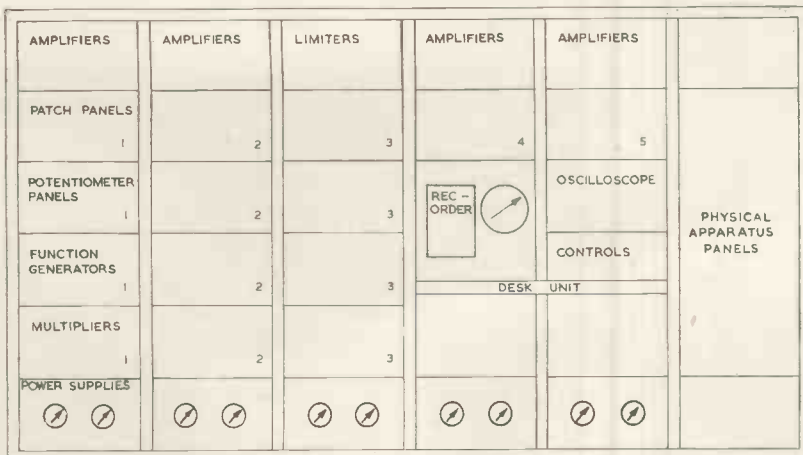 AMPLIFIERS
AMPLIFIERS
LIMITERS
AMPLIFIERS
AMPLIFIERS
PATCH PANELS
1
2
3
4
5
POTENTIOMETER
PANELS
1
2
3
REC -
ORDER
OSCILLOSCOPE
PHYSICAL
APPARATUS
PANELS
FUNCTION
GENERATORS
1
2
3
CONTROLS
DESK UNIT
MULTIPLIERS
1
2
3
POWER SUPPLIES